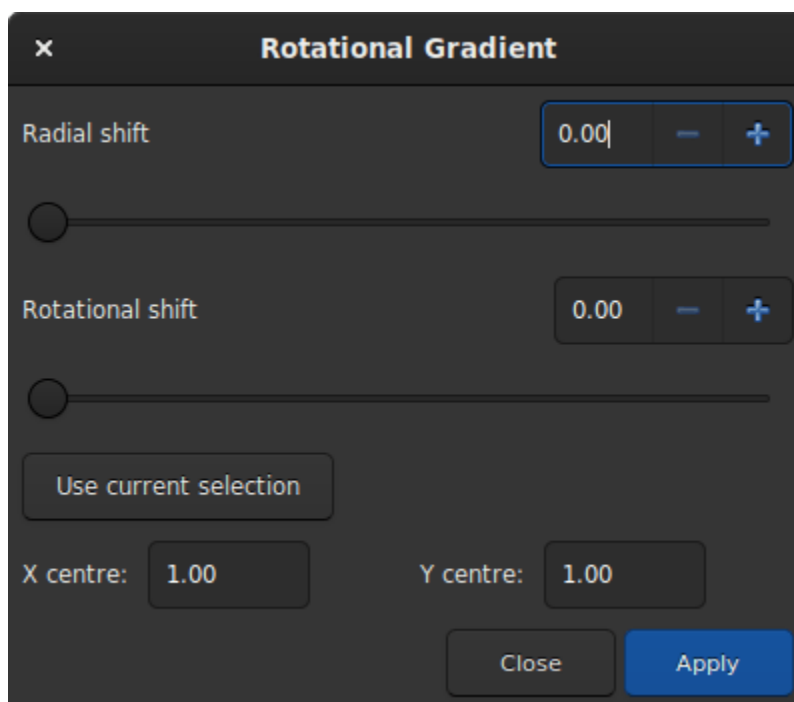 Rotational Gradient
Radial shift 0.00
Rotational shift 0.00
Use current selection
X centre: 1.00 Y centre: 1.00
Close Apply